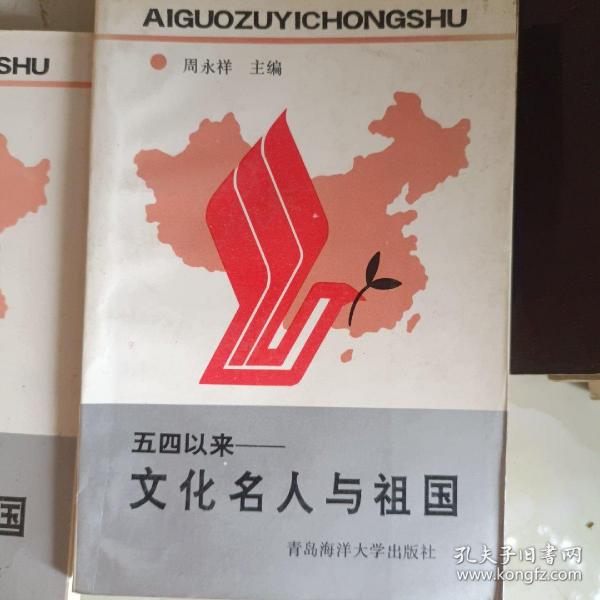 AIGUOZUYICHONGSHU
SHU
周永祥 主编
五四以来——
文化名人与祖国
国
青岛海洋大学出版社
孔夫子旧书网
www.kongfz.com